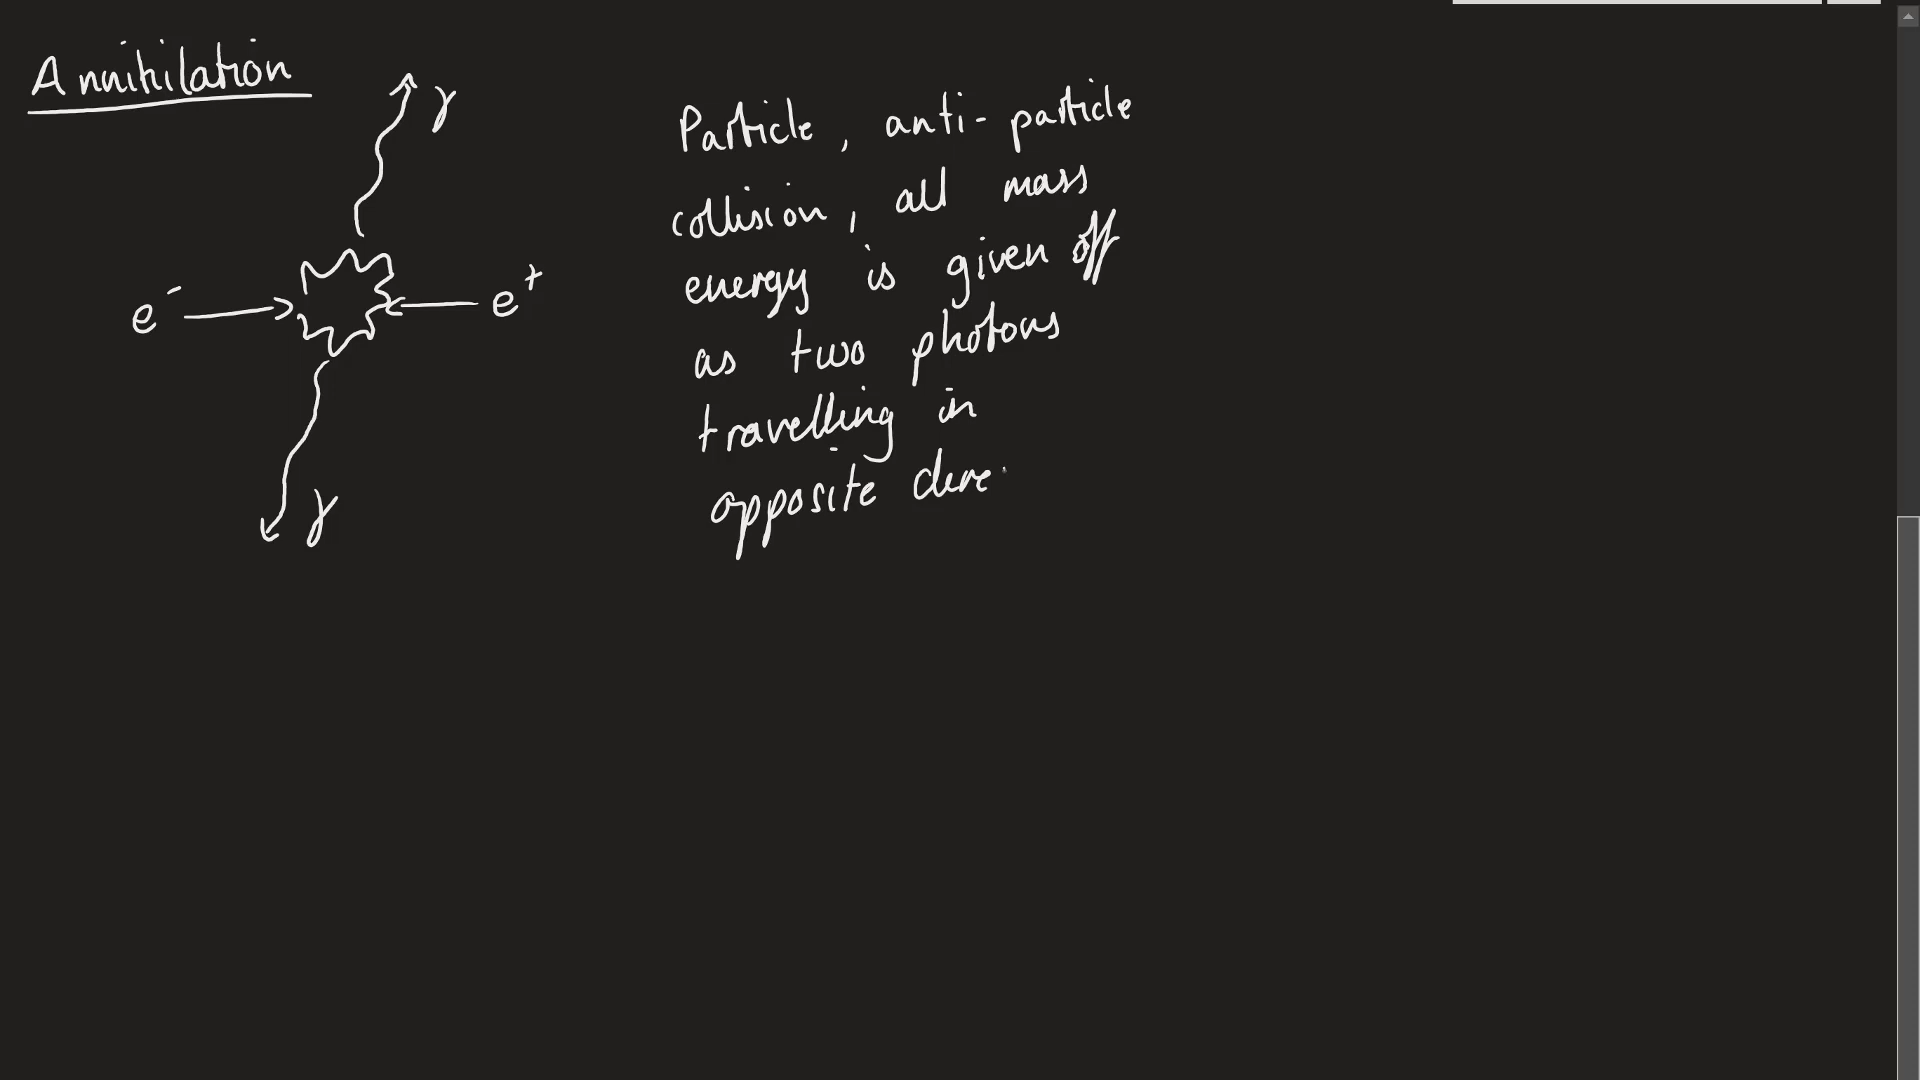 Annihilation
γ
e⁻
e⁺
γ
Particle, anti-particle
collision, all mass
energy is given off
as two photons
travelling in
opposite dire